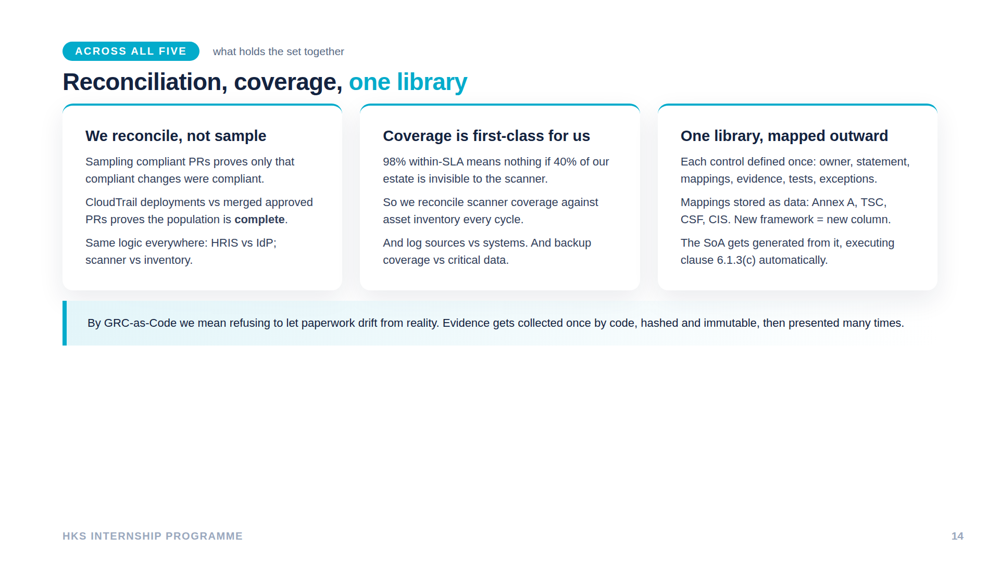 ACROSS ALL FIVE
what holds the set together
Reconciliation, coverage, one library
We reconcile, not sample
Sampling compliant PRs proves only that
compliant changes were compliant.
CloudTrail deployments vs merged approved
PRs proves the population is complete.
Same logic everywhere: HRIS vs IdP;
scanner vs inventory.
Coverage is first-class for us
98% within-SLA means nothing if 40% of our
estate is invisible to the scanner.
So we reconcile scanner coverage against
asset inventory every cycle.
And log sources vs systems. And backup
coverage vs critical data.
One library, mapped outward
Each control defined once: owner, statement,
mappings, evidence, tests, exceptions.
Mappings stored as data: Annex A, TSC,
CSF, CIS. New framework = new column.
The SoA gets generated from it, executing
clause 6.1.3(c) automatically.
By GRC-as-Code we mean refusing to let paperwork drift from reality. Evidence gets collected once by code, hashed and immutable, then presented many times.
HKS INTERNSHIP PROGRAMME
14